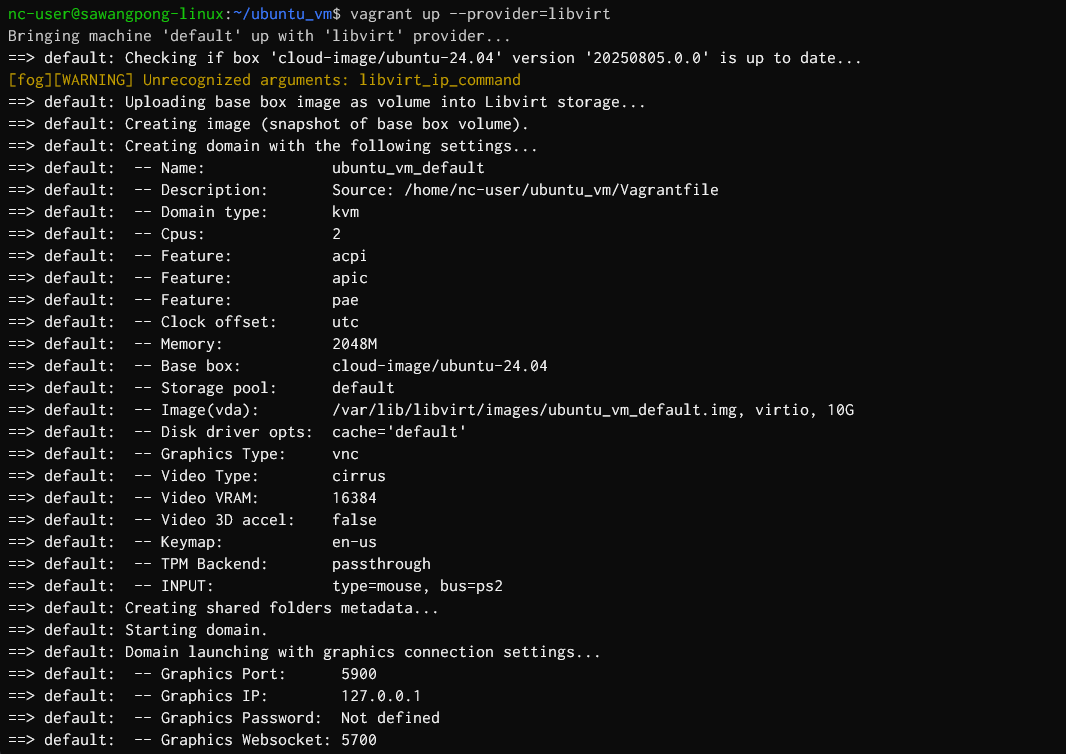 nc-user@sawangpong-linux:~/ubuntu_vm$ vagrant up --provider=libvirt
Bringing machine 'default' up with 'libvirt' provider...
==> default: Checking if box 'cloud-image/ubuntu-24.04' version '20250805.0.0' is up to date...
[fog][WARNING] Unrecognized arguments: libvirt_ip_command
==> default: Uploading base box image as volume into Libvirt storage...
==> default: Creating image (snapshot of base box volume).
==> default: Creating domain with the following settings...
==> default:  -- Name:              ubuntu_vm_default
==> default:  -- Description:       Source: /home/nc-user/ubuntu_vm/Vagrantfile
==> default:  -- Domain type:       kvm
==> default:  -- Cpus:              2
==> default:  -- Feature:           acpi
==> default:  -- Feature:           apic
==> default:  -- Feature:           pae
==> default:  -- Clock offset:      utc
==> default:  -- Memory:            2048M
==> default:  -- Base box:          cloud-image/ubuntu-24.04
==> default:  -- Storage pool:      default
==> default:  -- Image(vda):        /var/lib/libvirt/images/ubuntu_vm_default.img, virtio, 10G
==> default:  -- Disk driver opts:  cache='default'
==> default:  -- Graphics Type:     vnc
==> default:  -- Video Type:        cirrus
==> default:  -- Video VRAM:        16384
==> default:  -- Video 3D accel:    false
==> default:  -- Keymap:            en-us
==> default:  -- TPM Backend:       passthrough
==> default:  -- INPUT:             type=mouse, bus=ps2
==> default: Creating shared folders metadata...
==> default: Starting domain.
==> default: Domain launching with graphics connection settings...
==> default:  -- Graphics Port:      5900
==> default:  -- Graphics IP:        127.0.0.1
==> default:  -- Graphics Password:  Not defined
==> default:  -- Graphics Websocket: 5700